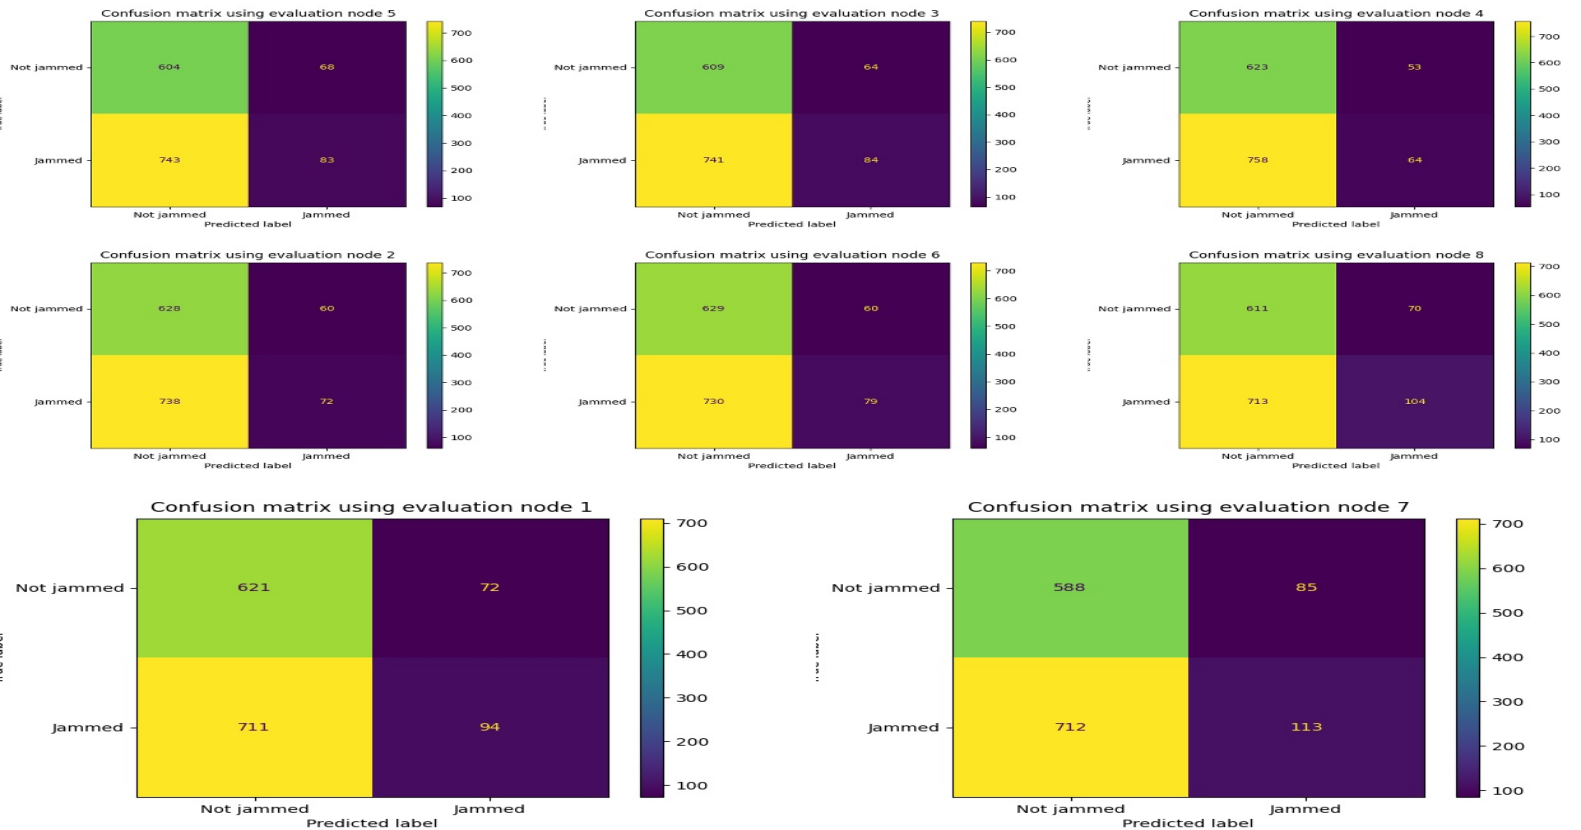 Confusion matrix using evaluation node 5
700
600
500
400
300
200
100
Not jammed
604
68
Jammed
743
83
Not jammed
Jammed
Predicted label
Confusion matrix using evaluation node 3
700
600
500
400
300
200
100
Not jammed
609
64
Jammed
741
84
Not jammed
Jammed
Predicted label
Confusion matrix using evaluation node 4
700
600
500
400
300
200
100
Not jammed
623
53
Jammed
758
64
Not jammed
Jammed
Predicted label
Confusion matrix using evaluation node 2
700
600
500
400
300
200
100
Not jammed
628
60
Jammed
738
72
Not jammed
Jammed
Predicted label
Confusion matrix using evaluation node 6
700
600
500
400
300
200
100
Not jammed
629
60
Jammed
730
79
Not jammed
Jammed
Predicted label
Confusion matrix using evaluation node 8
700
600
500
400
300
200
100
Not jammed
611
70
Jammed
713
104
Not jammed
Jammed
Predicted label
Confusion matrix using evaluation node 1
700
600
500
400
300
200
100
Not jammed
621
72
Jammed
711
94
Not jammed
Jammed
Predicted label
Confusion matrix using evaluation node 7
700
600
500
400
300
200
100
Not jammed
588
85
Jammed
712
113
Not jammed
Jammed
Predicted label